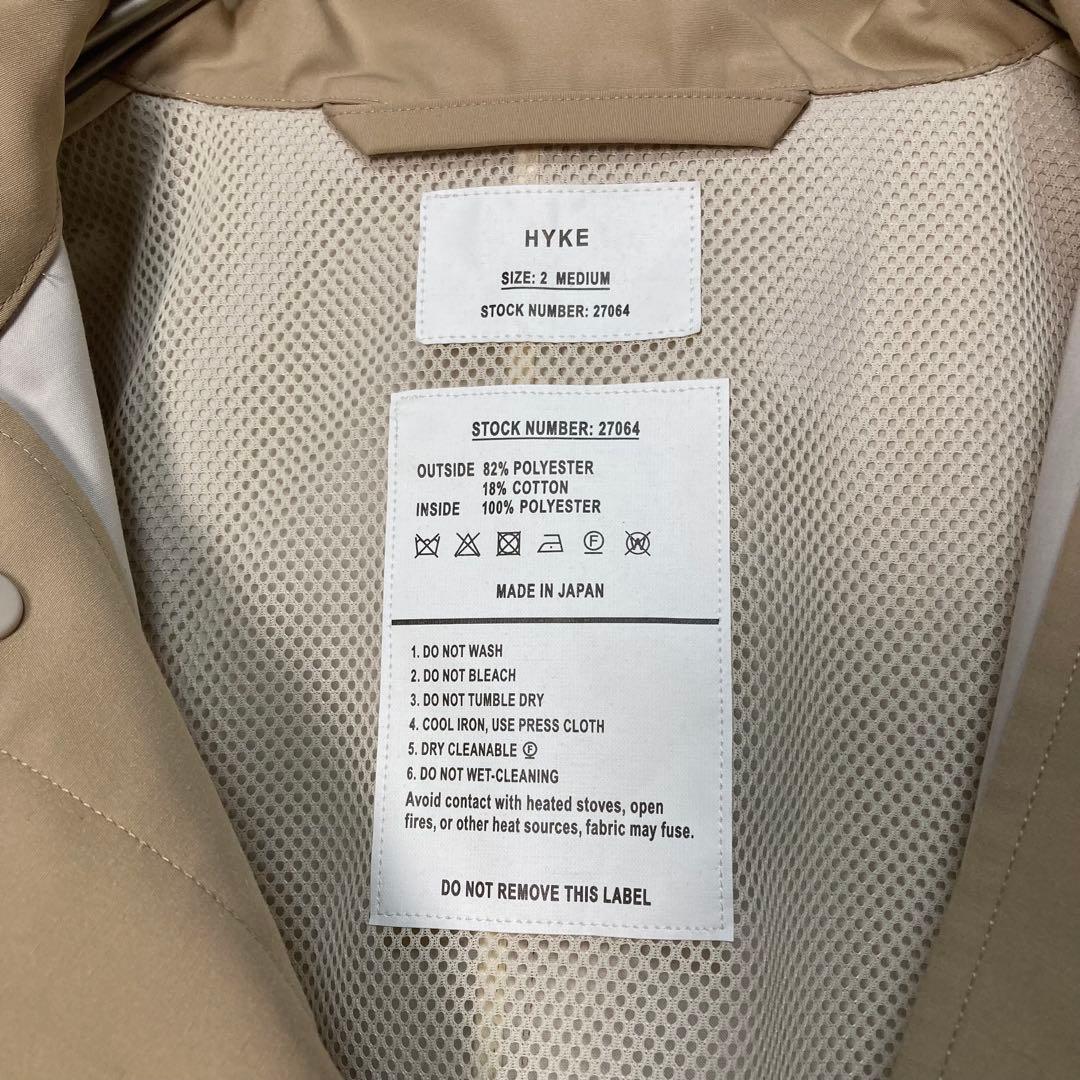 HYKE
SIZE: 2 MEDIUM
STOCK NUMBER: 27064
STOCK NUMBER: 27064
OUTSIDE 82% POLYESTER
18% COTTON
INSIDE 100% POLYESTER
F W
MADE IN JAPAN
1. DO NOT WASH
2. DO NOT BLEACH
3. DO NOT TUMBLE DRY
4. COOL IRON, USE PRESS CLOTH
5. DRY CLEANABLE Ⓕ
6. DO NOT WET-CLEANING
Avoid contact with heated stoves, open
fires, or other heat sources, fabric may fuse.
DO NOT REMOVE THIS LABEL